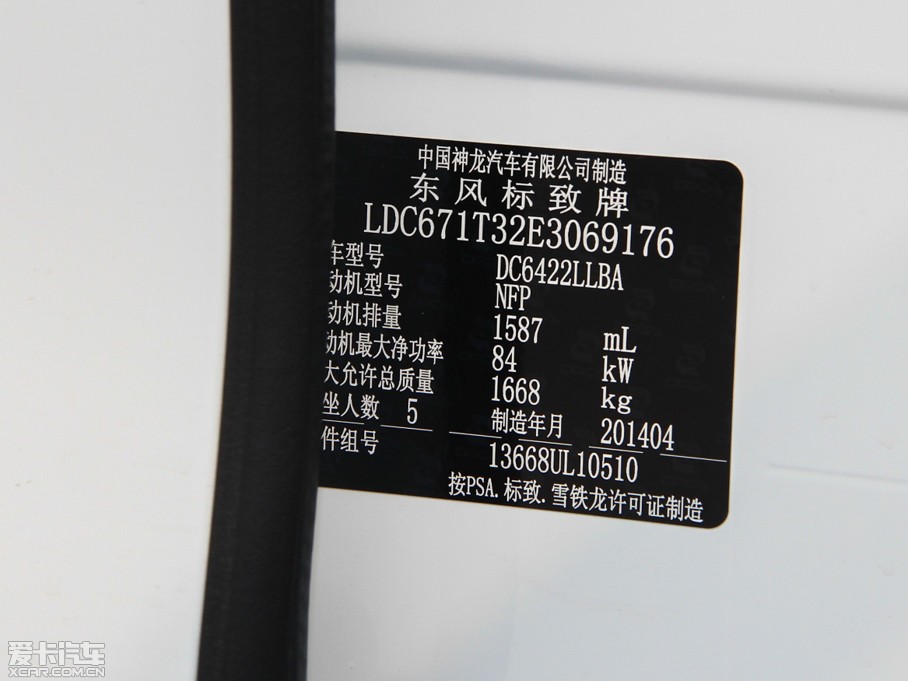 中国神龙汽车有限公司制造
东风标致牌
LDC671T32E3069176
车型号 DC6422LLBA
动机型号 NFP
动机排量 1587 mL
动机最大净功率 84 kW
大允许总质量 1668 kg
坐人数 5 制造年月 201404
件组号 13668UL10510
按PSA.标致.雪铁龙许可证制造
爱卡汽车
XCAR.COM.CN